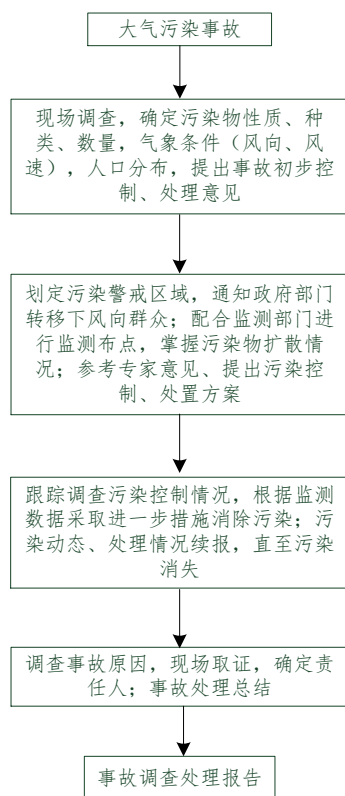 大气污染事故
现场调查，确定污染物性质、种
类、数量，气象条件（风向、风
速），人口分布，提出事故初步控
制、处理意见
划定污染警戒区域，通知政府部门
转移下风向群众；配合监测部门进
行监测布点，掌握污染物扩散情
况；参考专家意见、提出污染控
制、处置方案
跟踪调查污染控制情况，根据监测
数据采取进一步措施消除污染；污
染动态、处理情况续报，直至污染
消失
调查事故原因，现场取证，确定责
任人；事故处理总结
事故调查处理报告